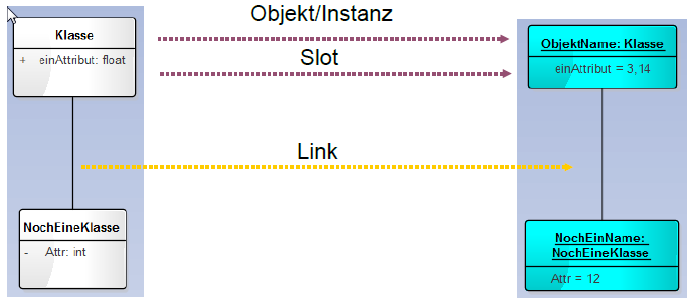 Objekt/Instanz
Klasse
ObjektName: Klasse
+ einAttribut: float
Slot
einAttribut = 3,14
Link
NochEineKlasse
NochEinName:
NochEineKlasse
- Attr: int
Attr = 12